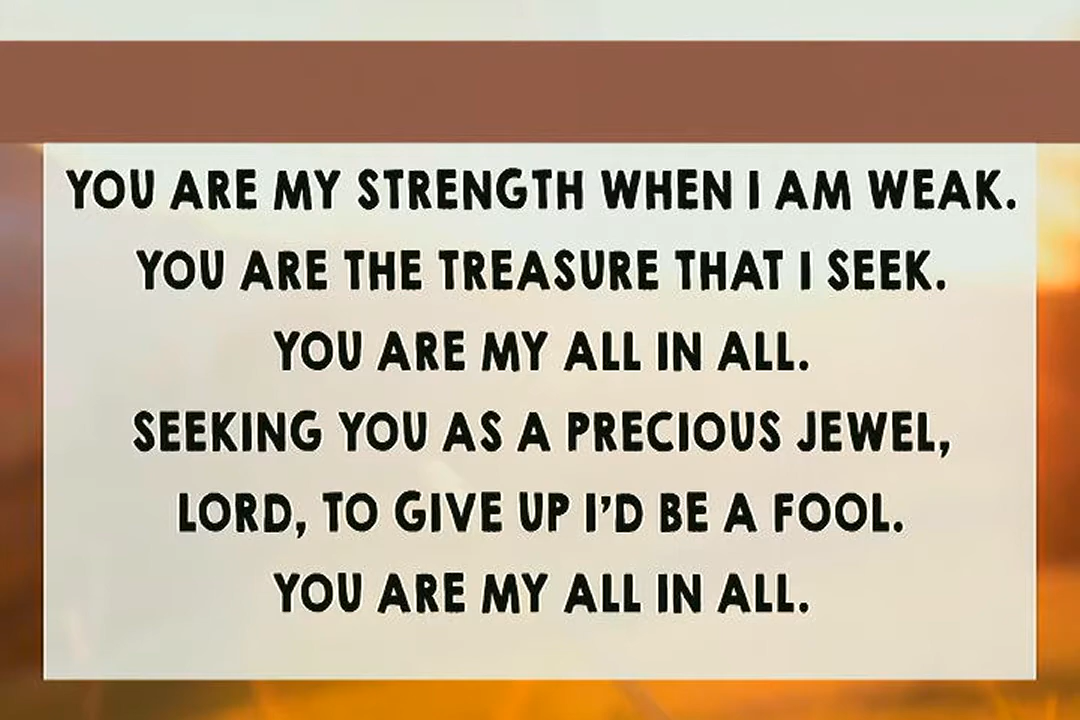 YOU ARE MY STRENGTH WHEN I AM WEAK.
YOU ARE THE TREASURE THAT I SEEK.
YOU ARE MY ALL IN ALL.
SEEKING YOU AS A PRECIOUS JEWEL,
LORD, TO GIVE UP I'D BE A FOOL.
YOU ARE MY ALL IN ALL.